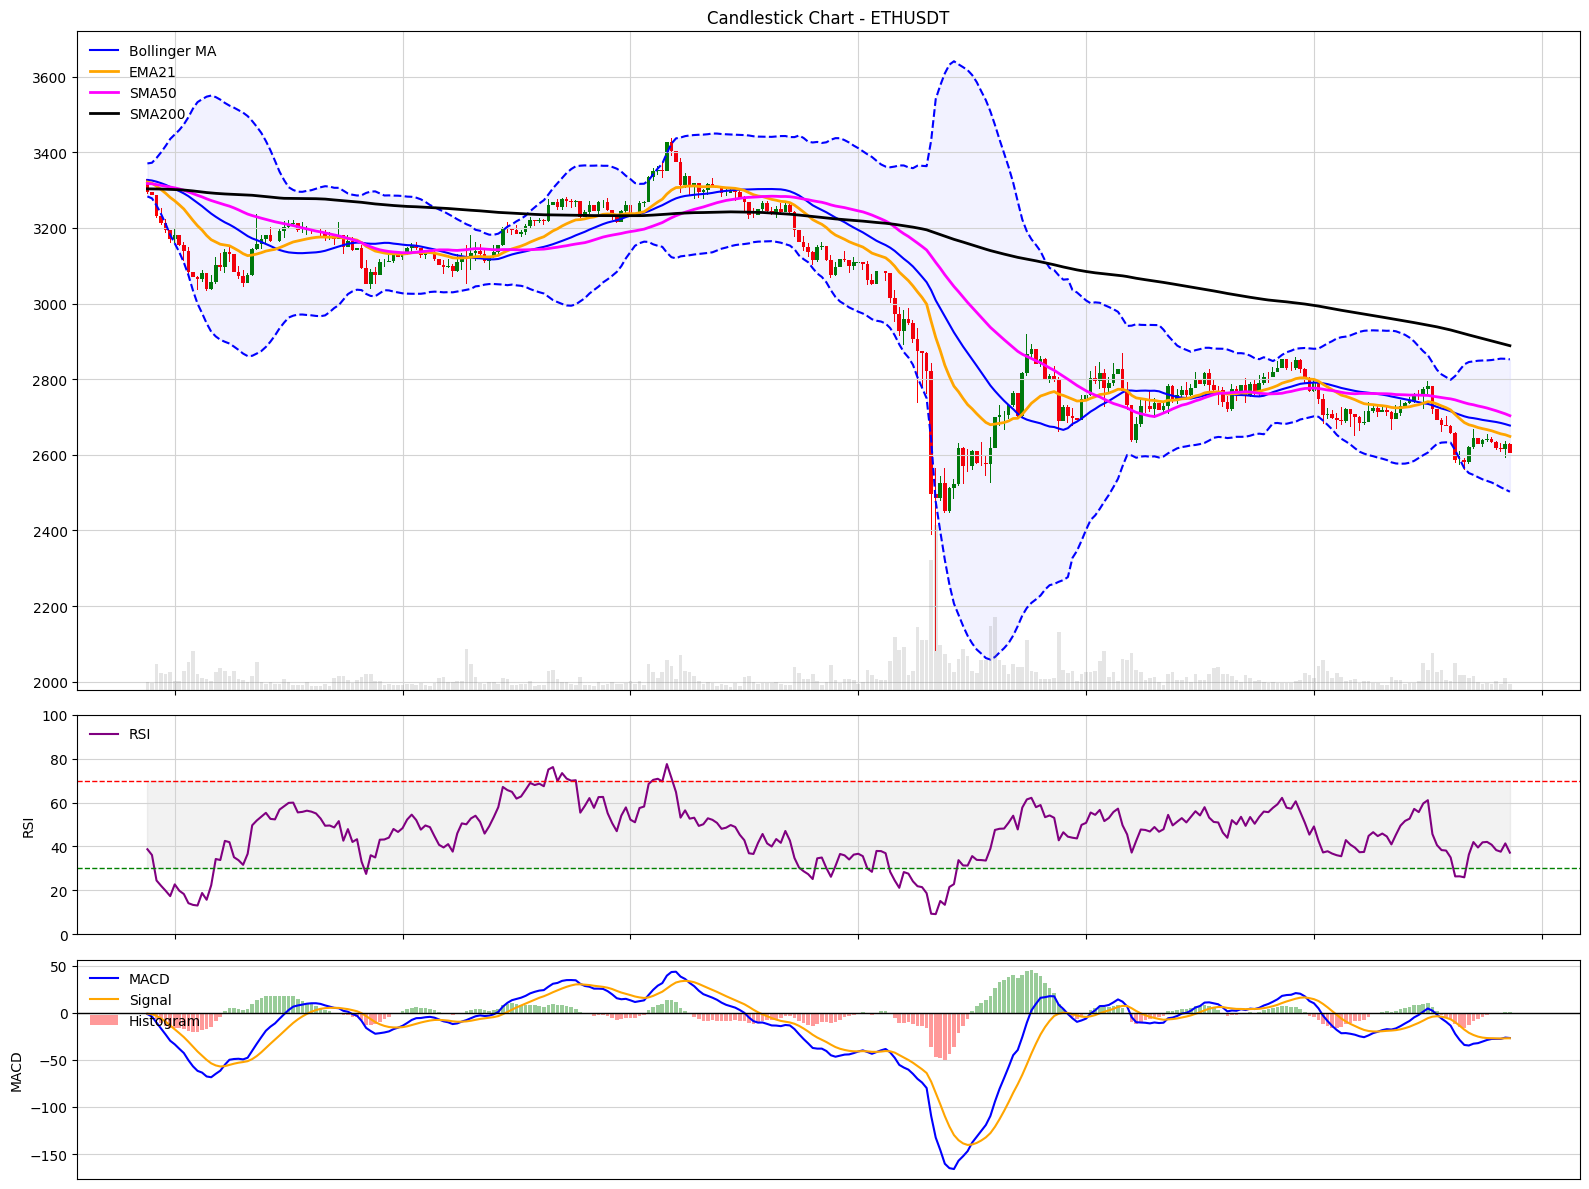 Candlestick Chart - ETHUSDT
Bollinger MA
EMA21
SMA50
SMA200
3600
3400
3200
3000
2800
2600
2400
2200
2000
RSI
100
80
60
40
20
0
RSI
MACD
Signal
Histogram
50
0
−50
−100
−150
MACD